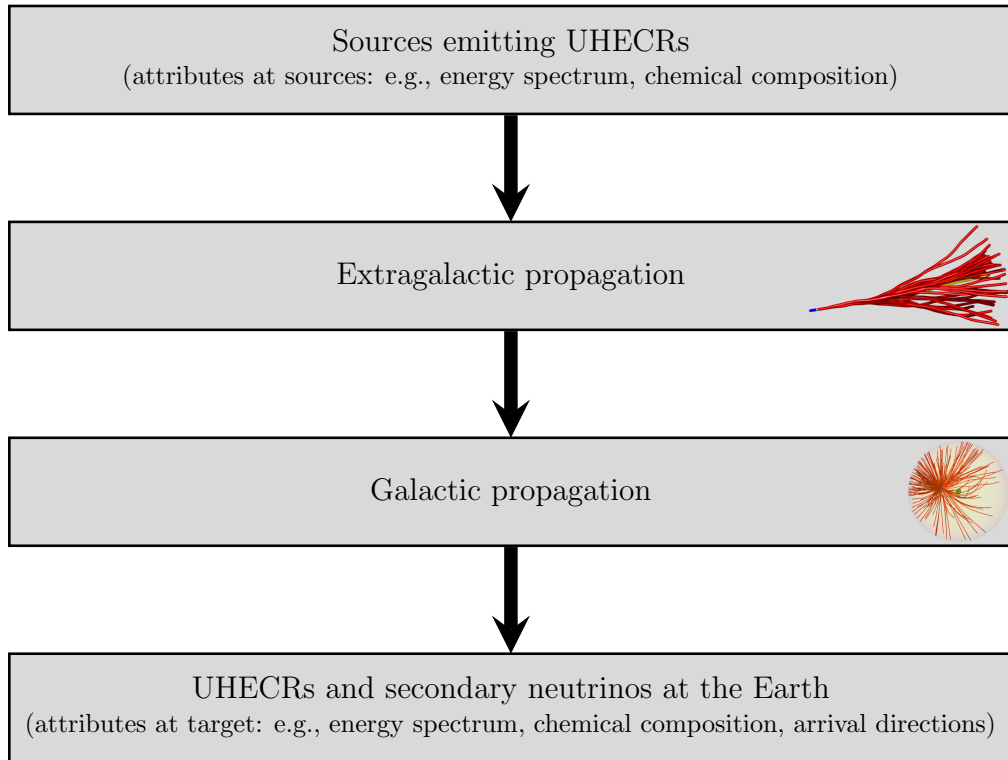 Sources emitting UHECRs
(attributes at sources: e.g., energy spectrum, chemical composition)
Extragalactic propagation
Galactic propagation
UHECRs and secondary neutrinos at the Earth
(attributes at target: e.g., energy spectrum, chemical composition, arrival directions)